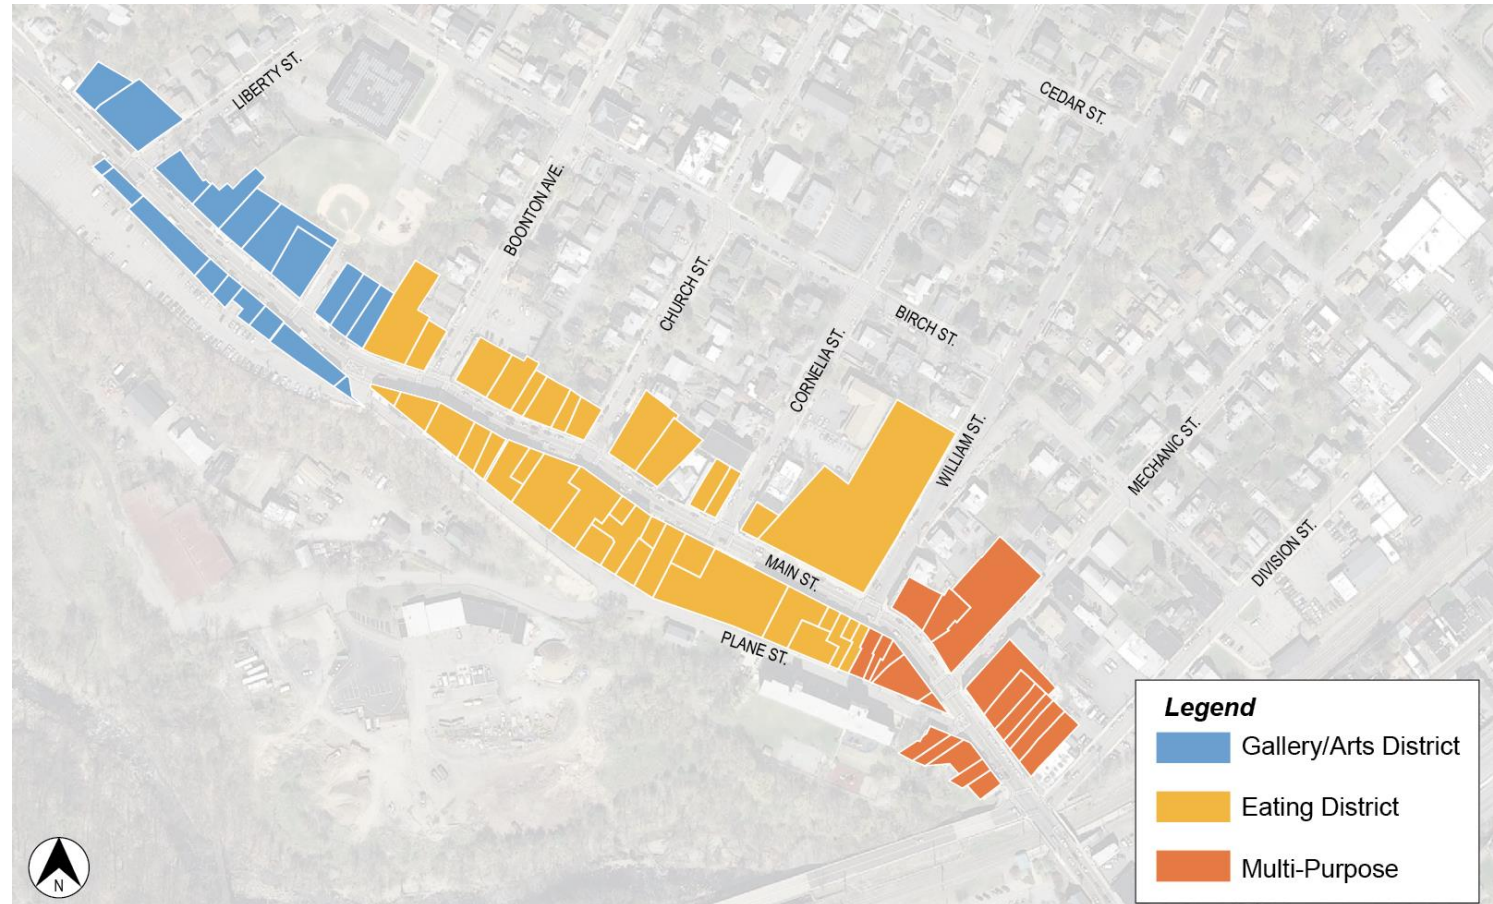 LIBERTY ST.
CEDAR ST.
BOONTON AVE.
CHURCH ST.
BIRCH ST.
CORNELIA ST.
WILLIAM ST.
MECHANIC ST.
DIVISION ST.
MAIN ST.
PLANE ST.
Legend
Gallery/Arts District
Eating District
Multi-Purpose
N